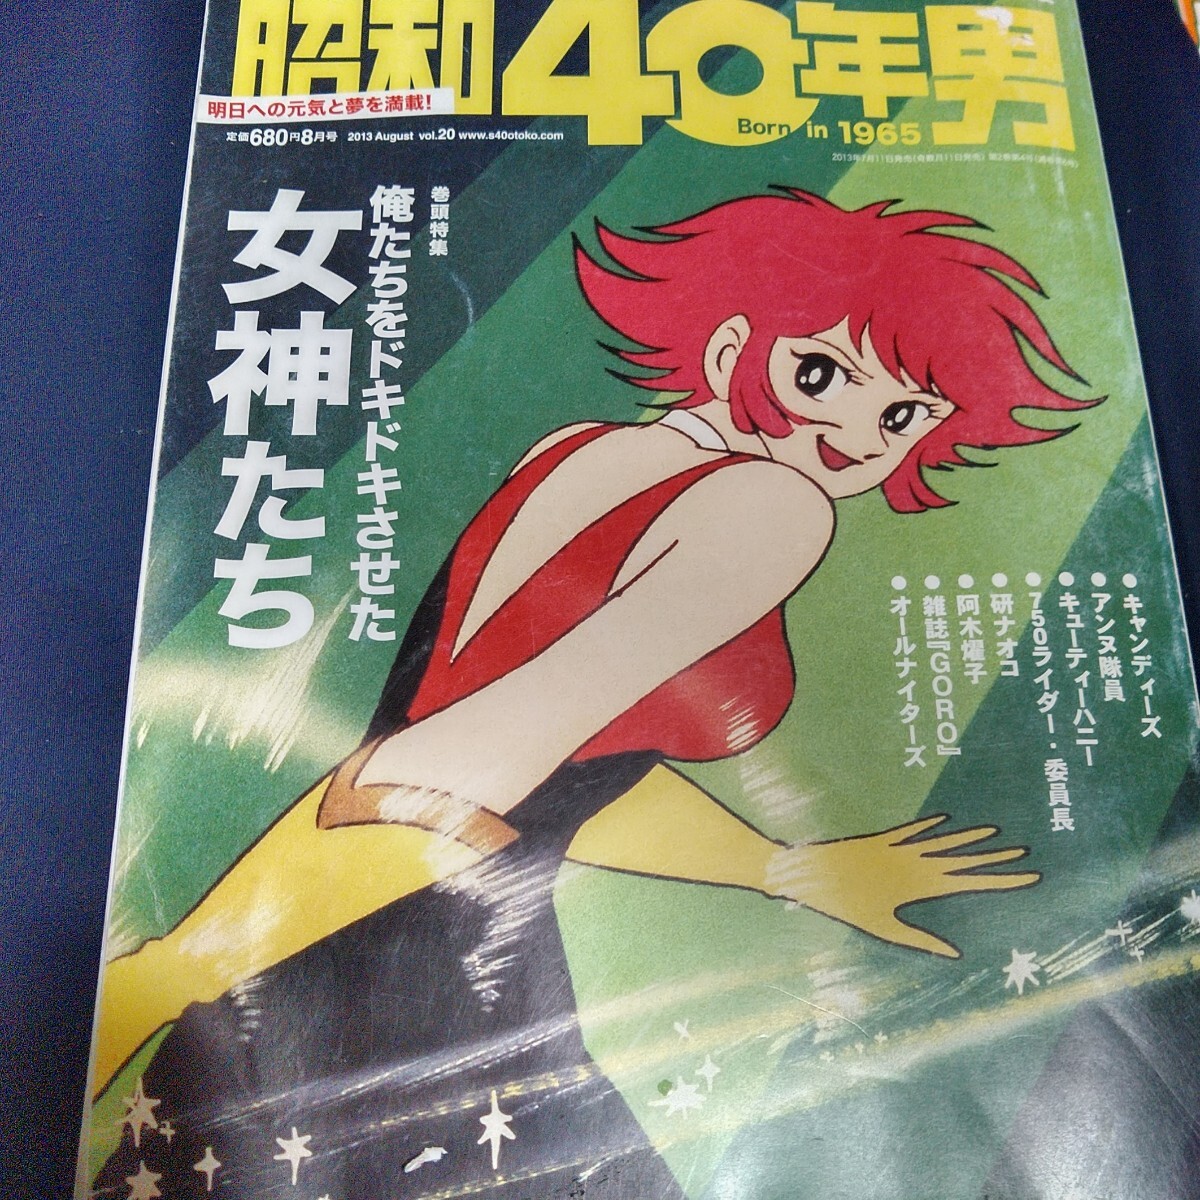 昭和40年男
Born in 1965
明日への元気と夢を満載!
定価680円8月号 2013 August vol.20 www.s40otoko.com
巻頭特集
俺たちをドキドキさせた
女神たち
●キャンディーズ
●アンヌ隊員
●キューティーハニー
●750ライダー・委員長
●研ナオコ
●阿木燿子
●雑誌『GORO』
●オールナイターズ